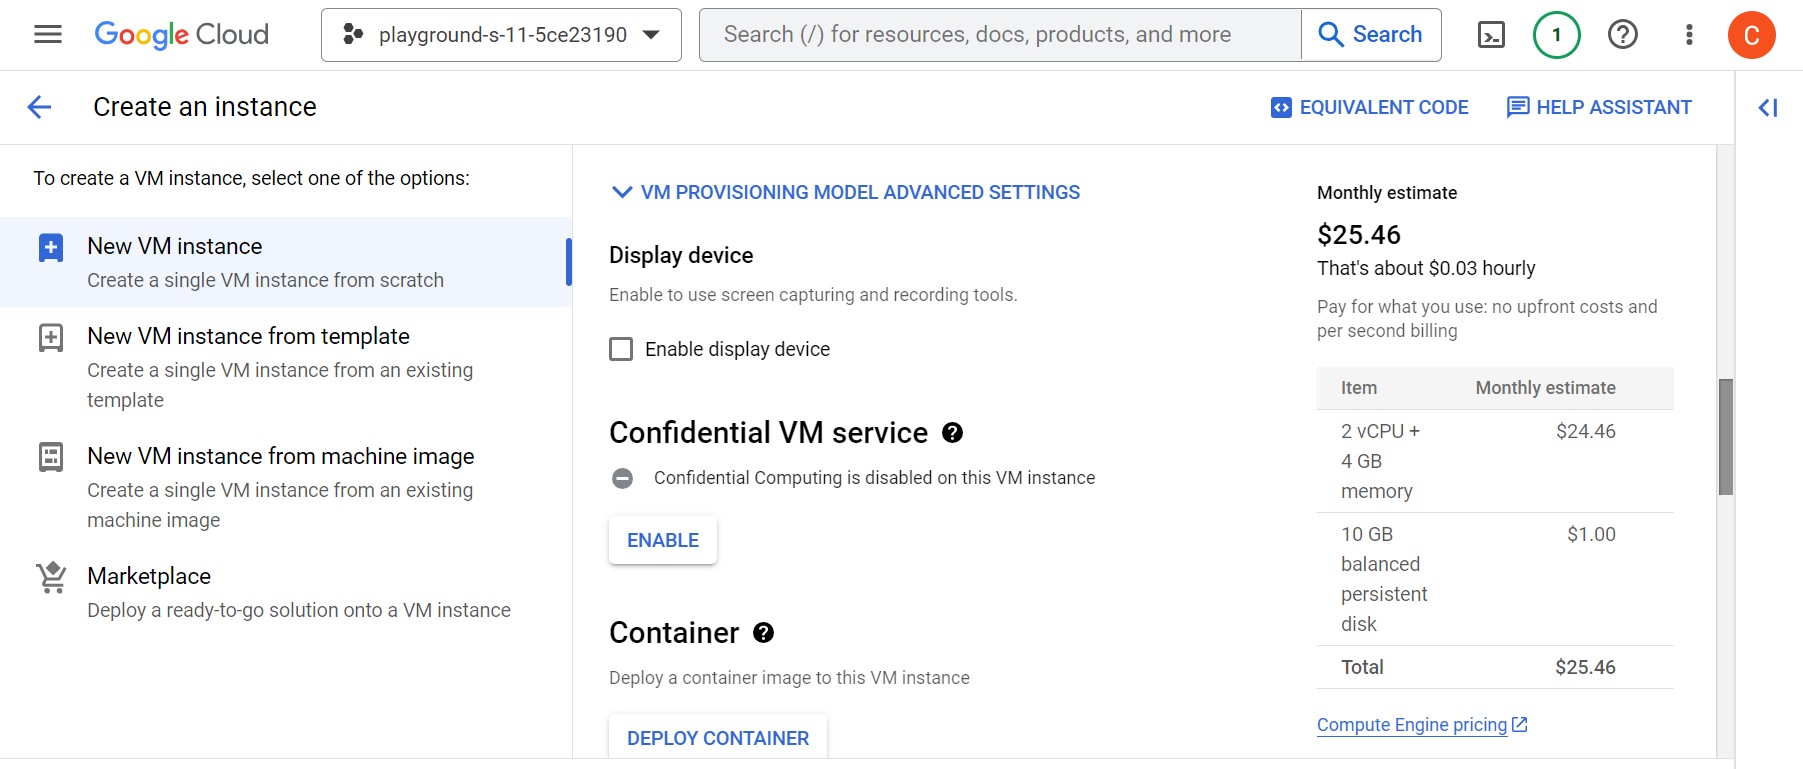 Google Cloud
playground-s-11-5ce23190
Search (/) for resources, docs, products, and more
Search
1
C
Create an instance
EQUIVALENT CODE
HELP ASSISTANT
To create a VM instance, select one of the options:
New VM instance
Create a single VM instance from scratch
New VM instance from template
Create a single VM instance from an existing
template
New VM instance from machine image
Create a single VM instance from an existing
machine image
Marketplace
Deploy a ready-to-go solution onto a VM instance
VM PROVISIONING MODEL ADVANCED SETTINGS
Display device
Enable to use screen capturing and recording tools.
Enable display device
Confidential VM service
Confidential Computing is disabled on this VM instance
ENABLE
Container
Deploy a container image to this VM instance
DEPLOY CONTAINER
Monthly estimate
$25.46
That's about $0.03 hourly
Pay for what you use: no upfront costs and
per second billing
Item Monthly estimate
2 vCPU + $24.46
4 GB
memory
10 GB $1.00
balanced
persistent
disk
Total $25.46
Compute Engine pricing